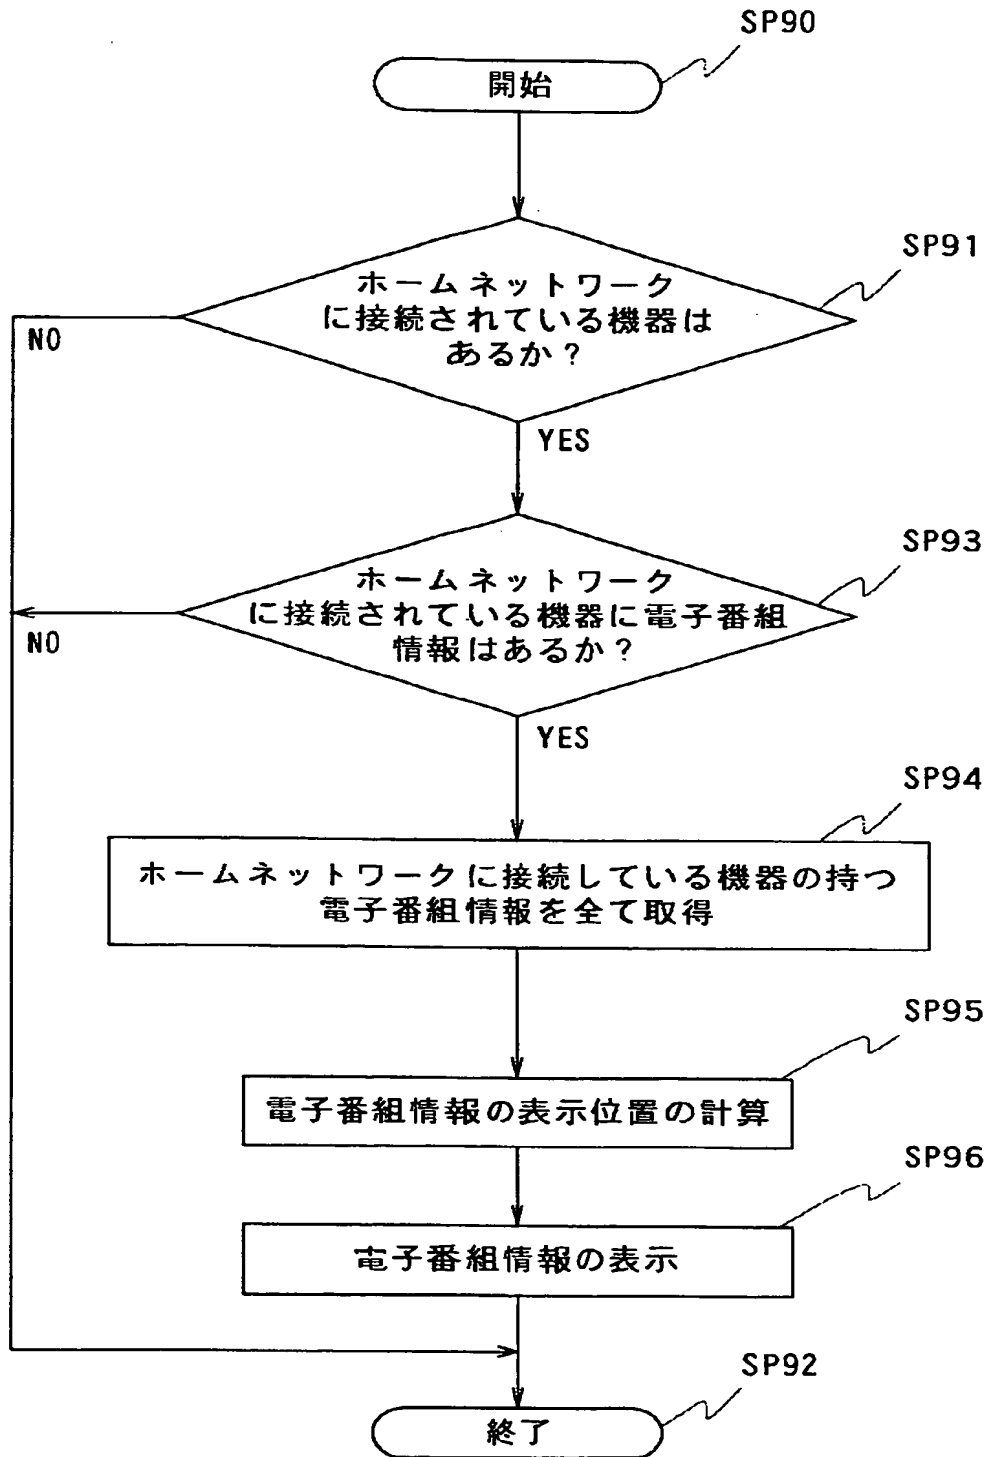 SP90
開始
SP91
ホームネットワーク
に接続されている機器は
あるか？
NO
YES
SP93
ホームネットワーク
に接続されている機器に電子番組
情報はあるか？
NO
YES
SP94
ホームネットワークに接続している機器の持つ
電子番組情報を全て取得
SP95
電子番組情報の表示位置の計算
SP96
電子番組情報の表示
SP92
終了